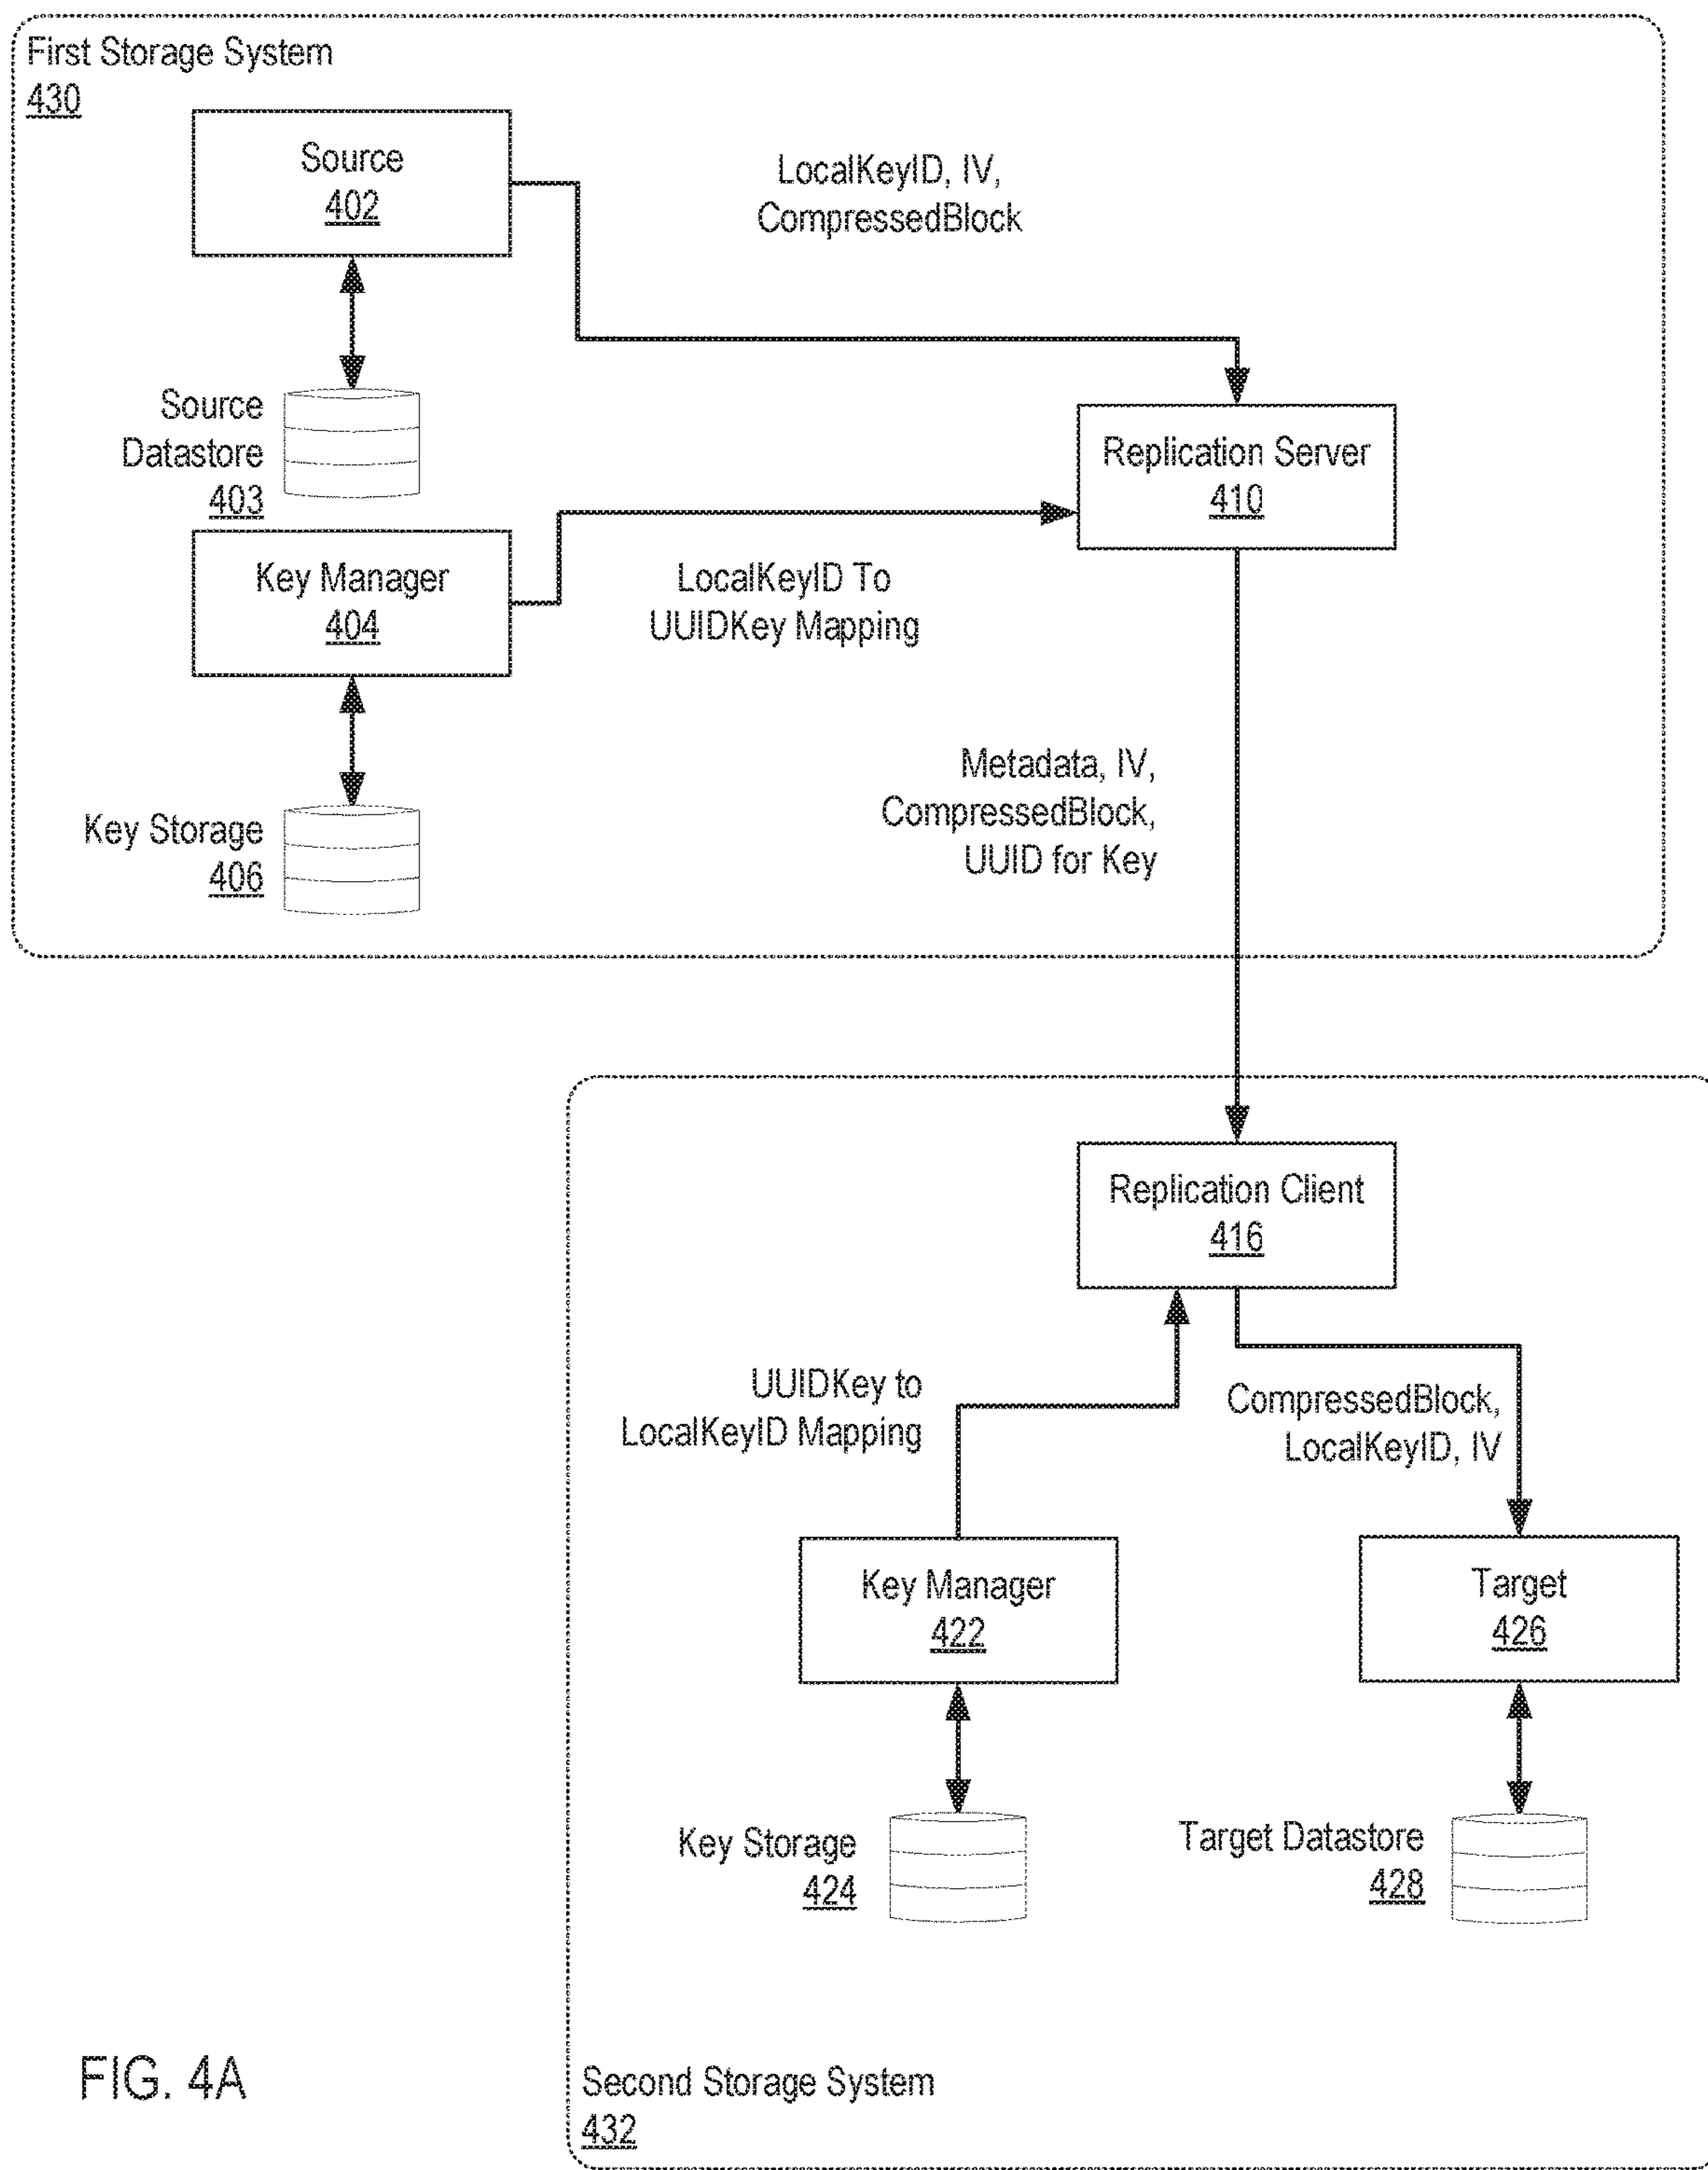 First Storage System
430
Source
402
LocalKeyID, IV,
CompressedBlock
Source
Datastore
403
Replication Server
410
Key Manager
404
LocalKeyID To
UUIDKey Mapping
Key Storage
406
Metadata, IV,
CompressedBlock,
UUID for Key
Replication Client
416
UUIDKey to
LocalKeyID Mapping
CompressedBlock,
LocalKeyID, IV
Key Manager
422
Target
426
Key Storage
424
Target Datastore
428
FIG. 4A
Second Storage System
432